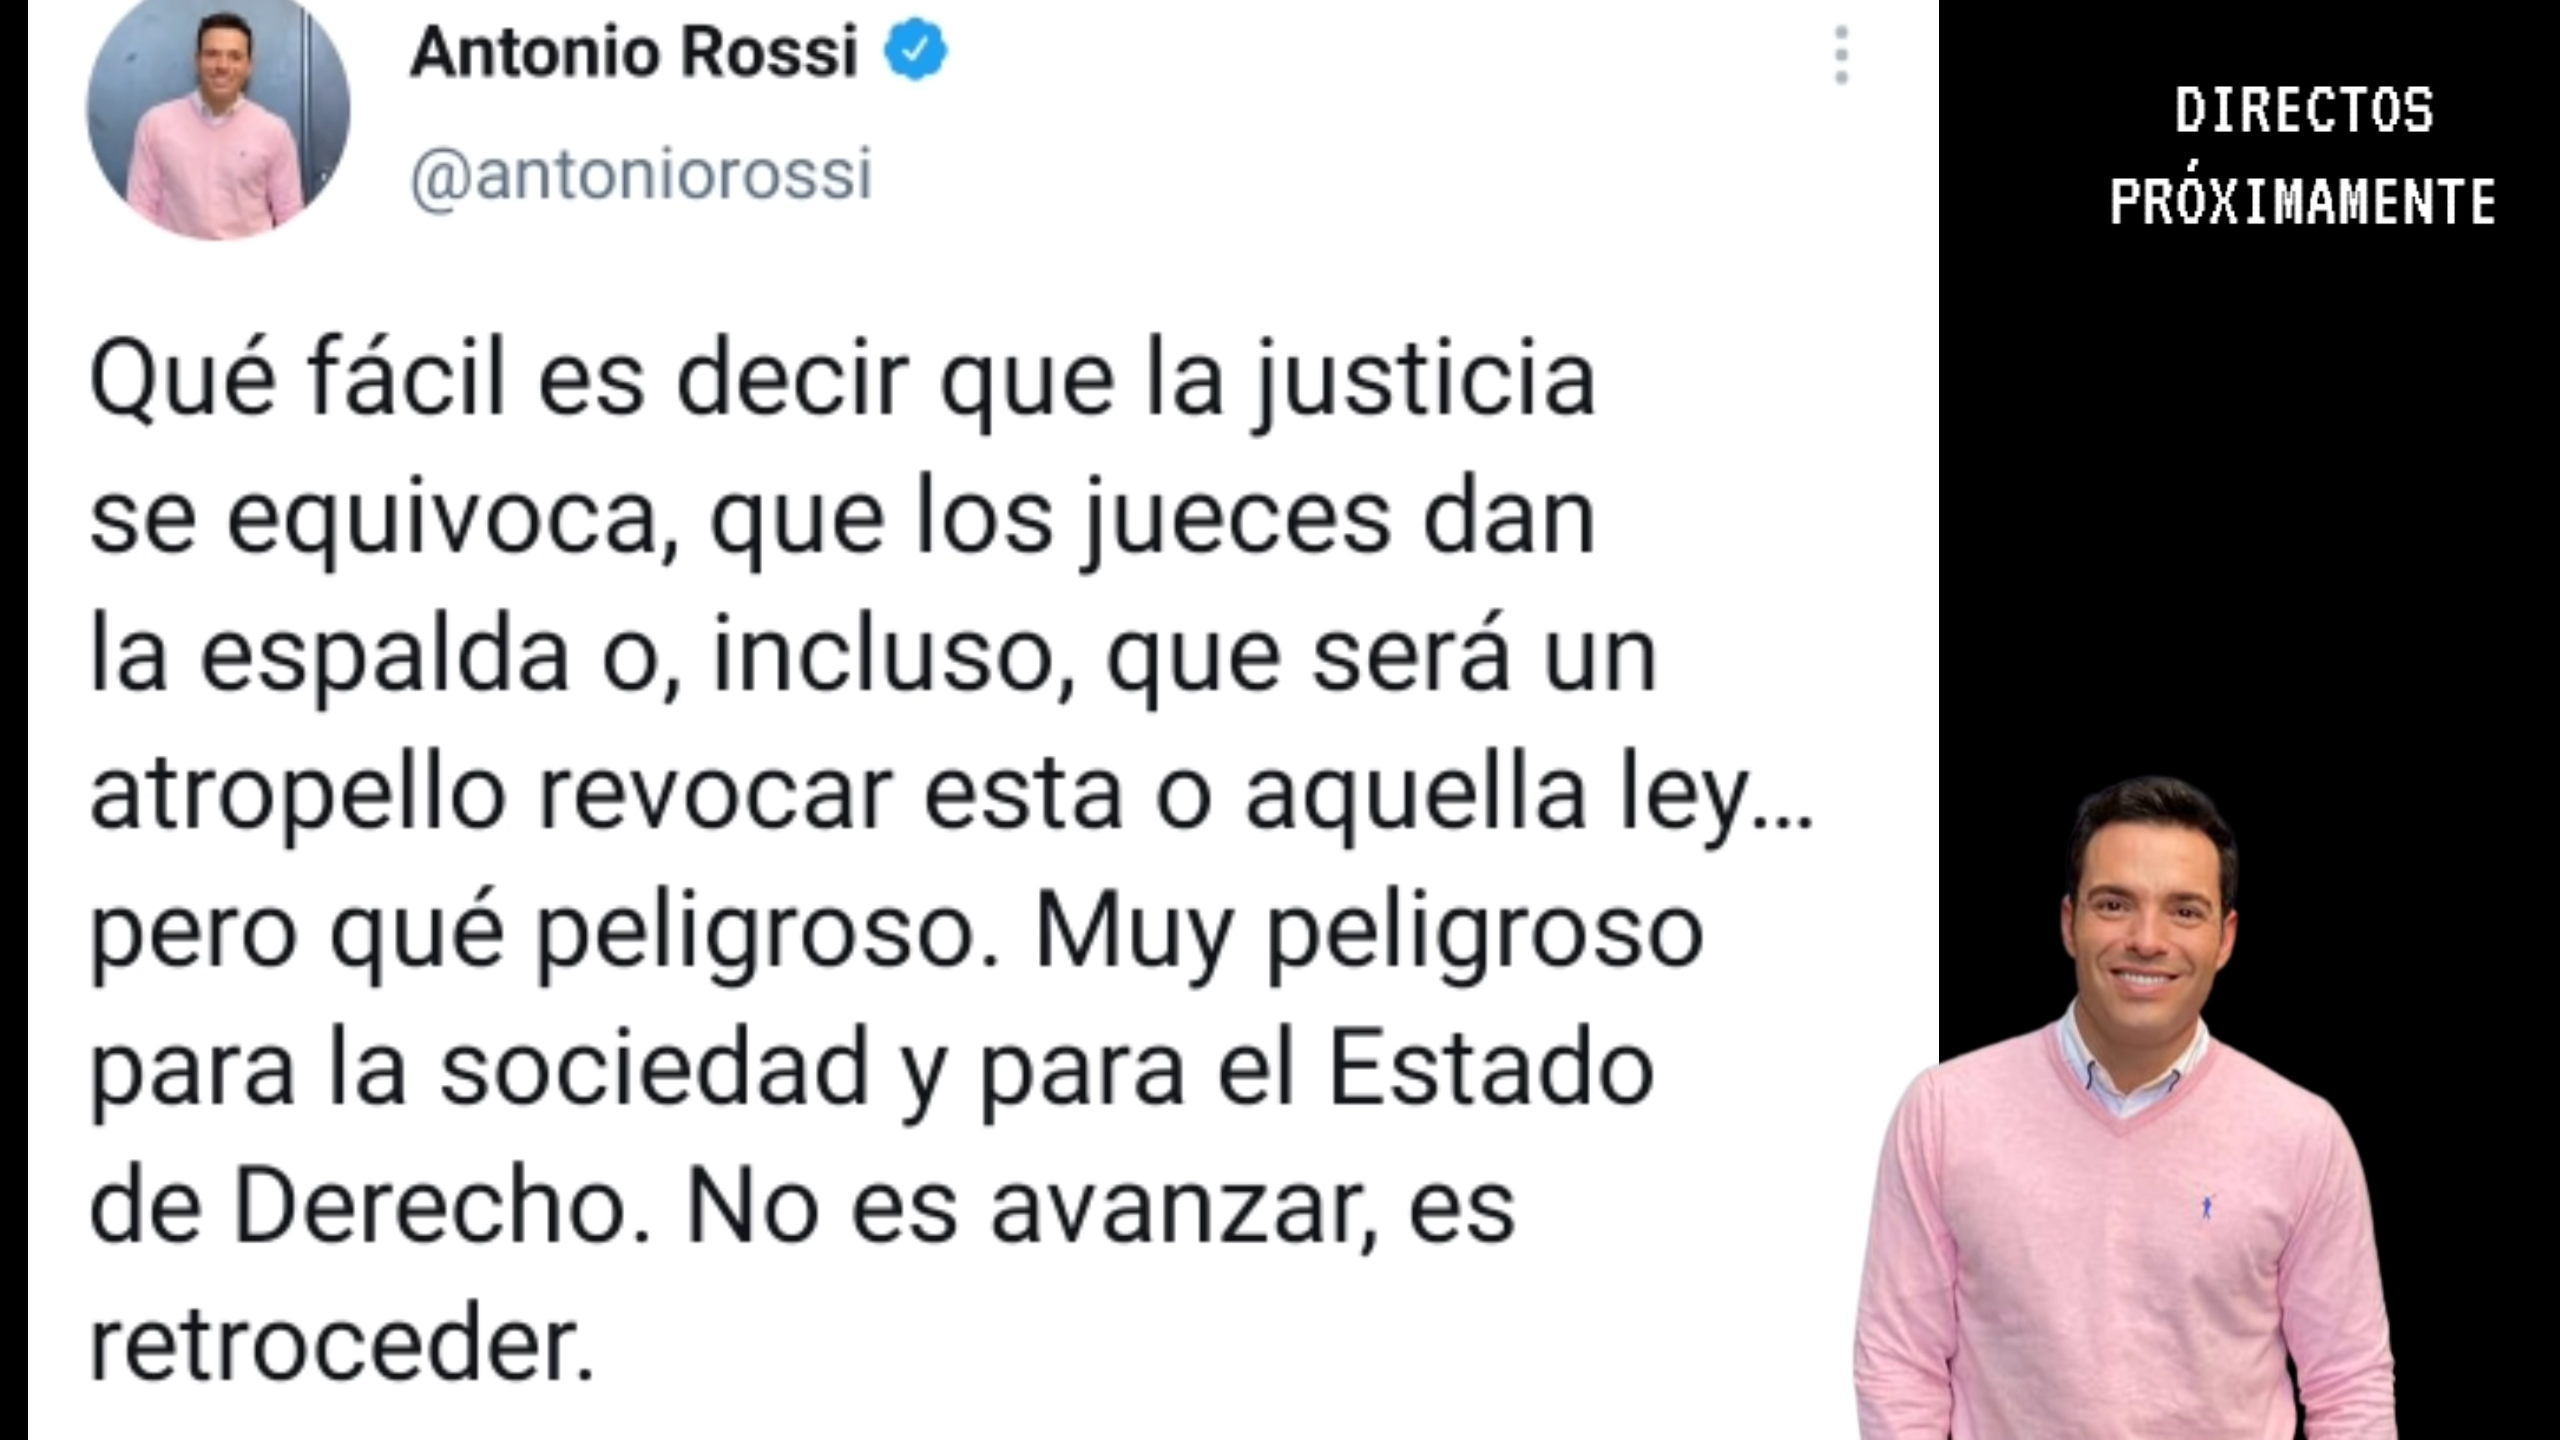 Antonio Rossi
@antoniorossi
Qué fácil es decir que la justicia
se equivoca, que los jueces dan
la espalda o, incluso, que será un
atropello revocar esta o aquella ley...
pero qué peligroso. Muy peligroso
para la sociedad y para el Estado
de Derecho. No es avanzar, es
retroceder.
DIRECTOS
PRÓXIMAMENTE